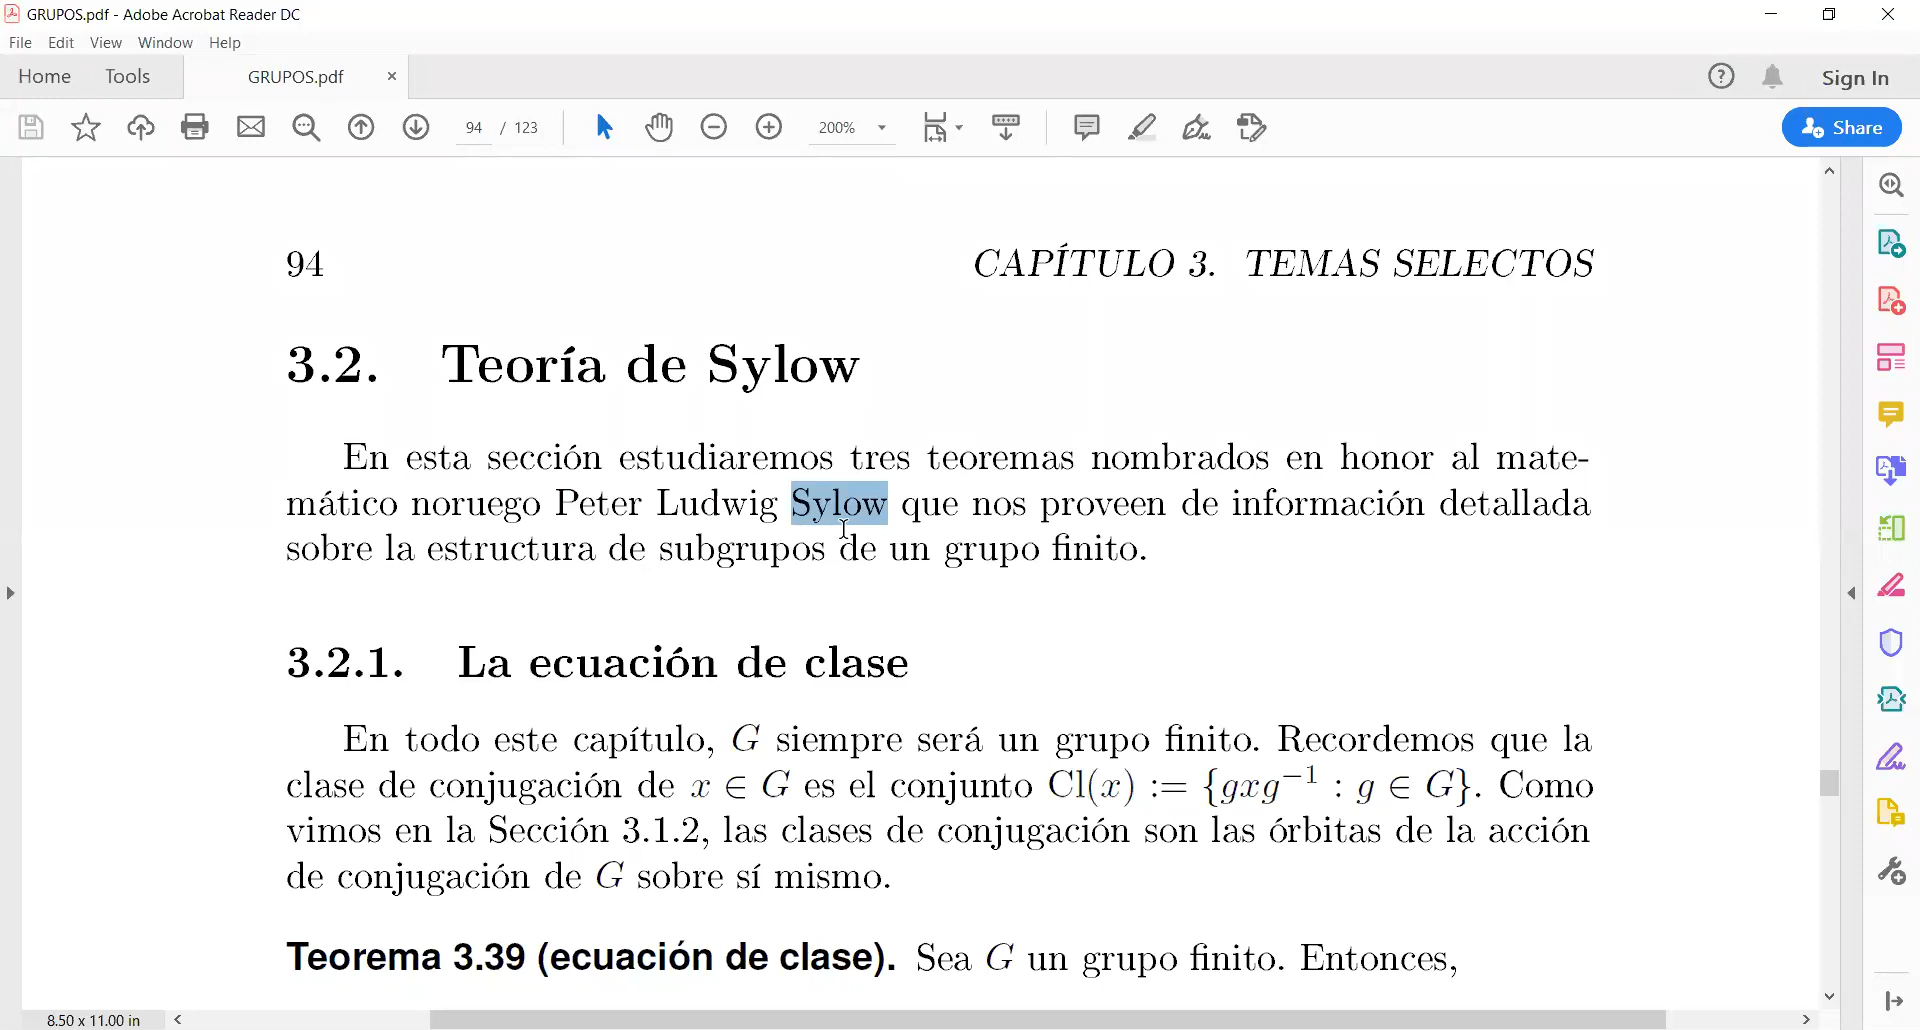 GRUPOS.pdf - Adobe Acrobat Reader DC
File Edit View Window Help
Home Tools GRUPOS.pdf × Sign In
94 / 123 200% Share
94 CAPÍTULO 3. TEMAS SELECTOS
3.2. Teoría de Sylow
En esta sección estudiaremos tres teoremas nombrados en honor al mate-
mático noruego Peter Ludwig Sylow que nos proveen de información detallada
sobre la estructura de subgrupos de un grupo finito.
3.2.1. La ecuación de clase
En todo este capítulo, G siempre será un grupo finito. Recordemos que la
clase de conjugación de x ∈ G es el conjunto Cl(x) := {gxg⁻¹ : g ∈ G}. Como
vimos en la Sección 3.1.2, las clases de conjugación son las órbitas de la acción
de conjugación de G sobre sí mismo.
Teorema 3.39 (ecuación de clase). Sea G un grupo finito. Entonces,
8.50 x 11.00 in